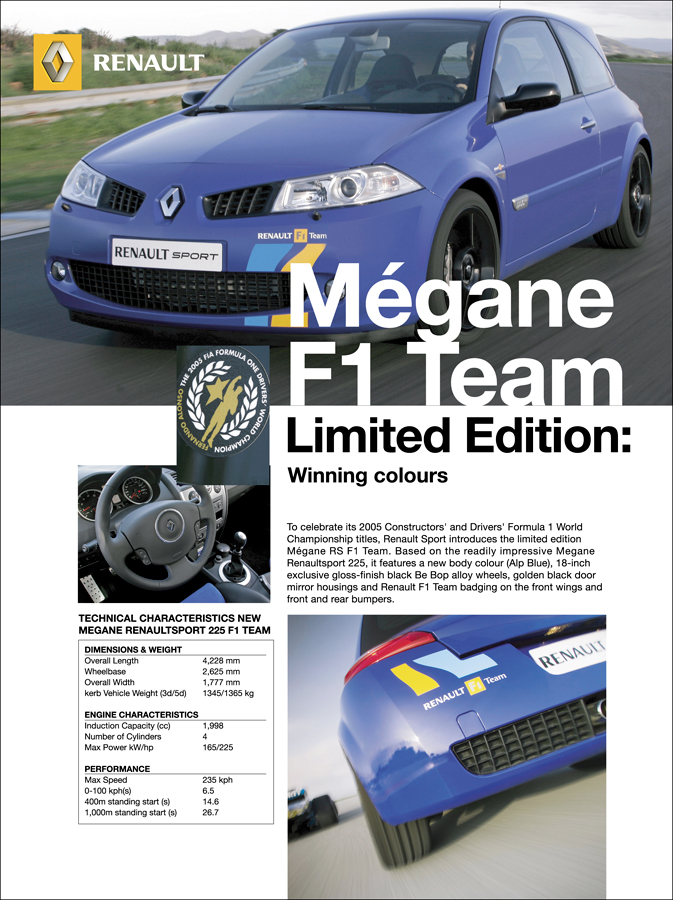 RENAULT
RENAULT F1 Team
RENAULT SPORT
Mégane
F1 Team
Limited Edition:
Winning colours
FERNANDO ALONSO THE 2005 FIA FORMULA ONE DRIVERS' WORLD CHAMPION
To celebrate its 2005 Constructors' and Drivers' Formula 1 World
Championship titles, Renault Sport introduces the limited edition
Mégane RS F1 Team. Based on the readily impressive Megane
Renaultsport 225, it features a new body colour (Alp Blue), 18-inch
exclusive gloss-finish black Be Bop alloy wheels, golden black door
mirror housings and Renault F1 Team badging on the front wings and
front and rear bumpers.
TECHNICAL CHARACTERISTICS NEW
MEGANE RENAULTSPORT 225 F1 TEAM
DIMENSIONS & WEIGHT
Overall Length 4,228 mm
Wheelbase 2,625 mm
Overall Width 1,777 mm
kerb Vehicle Weight (3d/5d) 1345/1365 kg
ENGINE CHARACTERISTICS
Induction Capacity (cc) 1,998
Number of Cylinders 4
Max Power kW/hp 165/225
PERFORMANCE
Max Speed 235 kph
0-100 kph(s) 6.5
400m standing start (s) 14.6
1,000m standing start (s) 26.7
RENAULT F1 Team
RENAULT